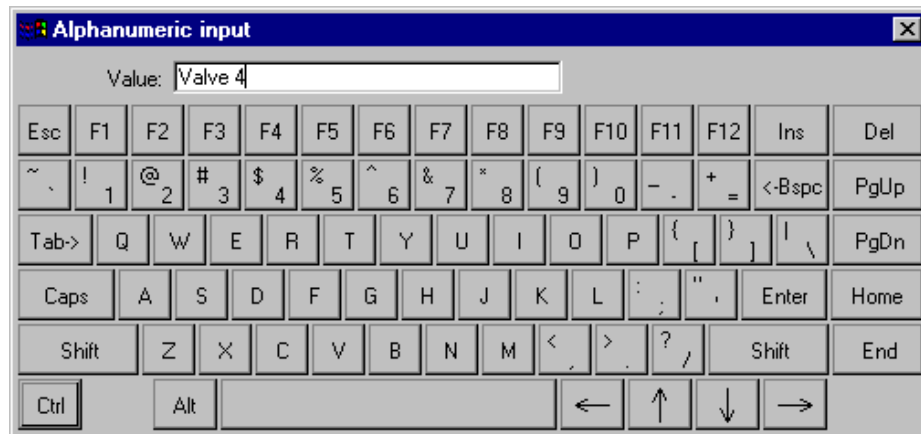 Alphanumeric input
Value: Valve 4
Esc F1 F2 F3 F4 F5 F6 F7 F8 F9 F10 F11 F12 Ins Del
~ ` ! 1 @ 2 # 3 $ 4 % 5 ^ 6 & 7 * 8 ( 9 ) 0 _ - + = <-Bspc PgUp
Tab-> Q W E R T Y U I O P { [ } ] | \ PgDn
Caps A S D F G H J K L : ; " ' Enter Home
Shift Z X C V B N M < , > . ? / Shift End
Ctrl Alt ← ↑ ↓ →